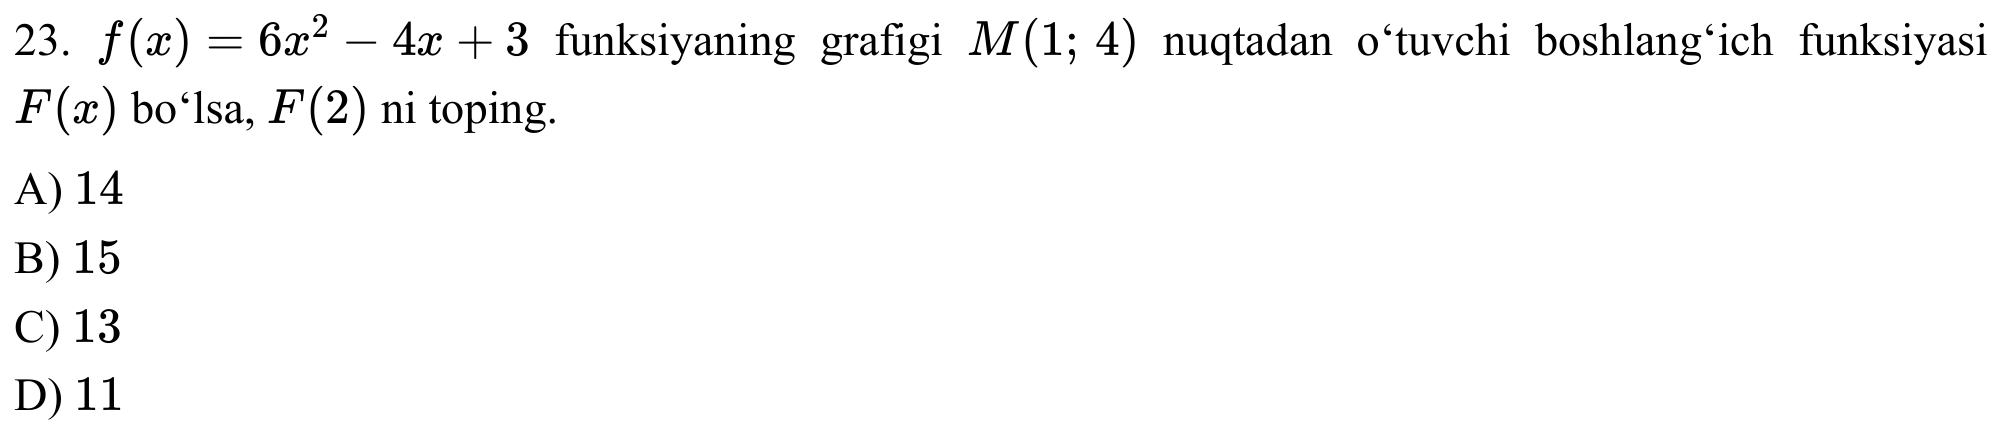 23. f(x) = 6x² − 4x + 3 funksiyaning grafigi M(1; 4) nuqtadan o‘tuvchi boshlang‘ich funksiyasi
F(x) bo‘lsa, F(2) ni toping.
A) 14
B) 15
C) 13
D) 11